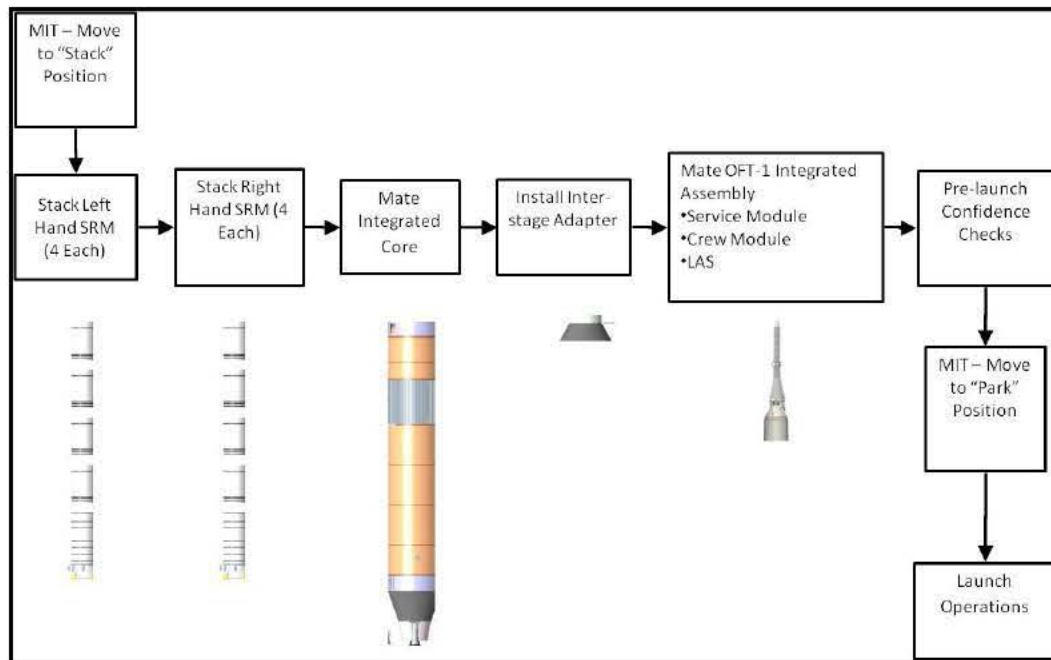 MIT – Move
to “Stack”
Position
Stack Left
Hand SRM
(4 Each)
Stack Right
Hand SRM (4
Each)
Mate
Integrated
Core
Install Inter-
stage Adapter
Mate OFT-1 Integrated
Assembly
•Service Module
•Crew Module
•LAS
Pre-launch
Confidence
Checks
MIT – Move
to “Park”
Position
Launch
Operations